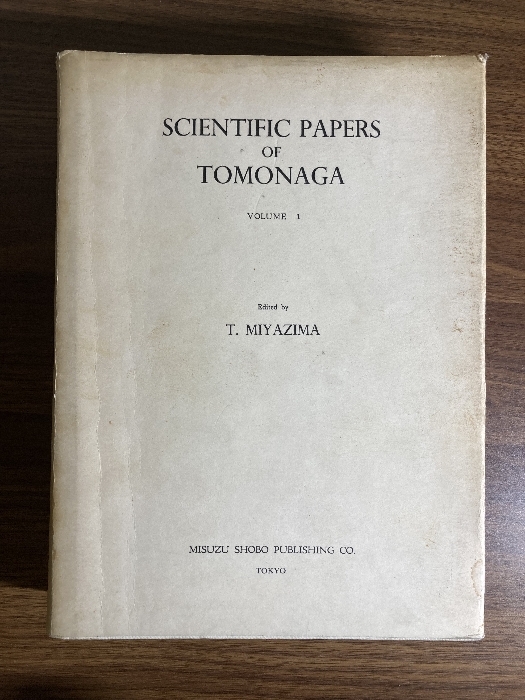 SCIENTIFIC PAPERS
OF
TOMONAGA
VOLUME 1
Edited by
T. MIYAZIMA
MISUZU SHOBO PUBLISHING CO.
TOKYO